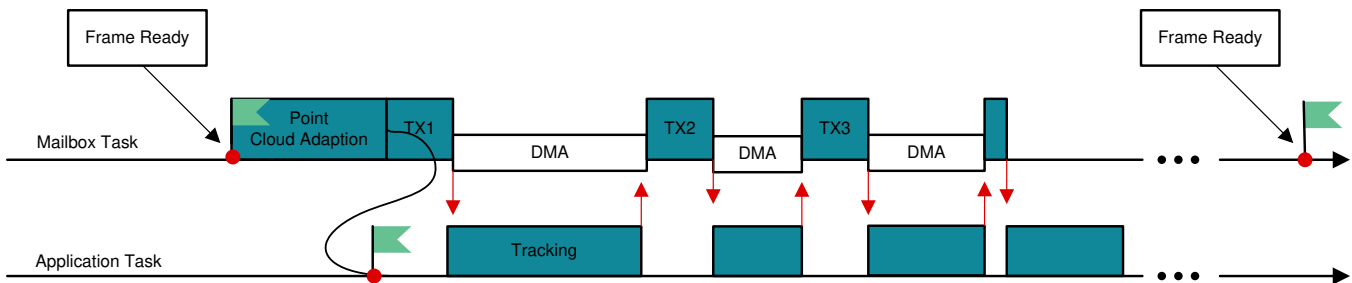 Frame Ready
Frame Ready
Point
Cloud Adaption
TX1
TX2
TX3
Mailbox Task
DMA
DMA
DMA
Tracking
Application Task